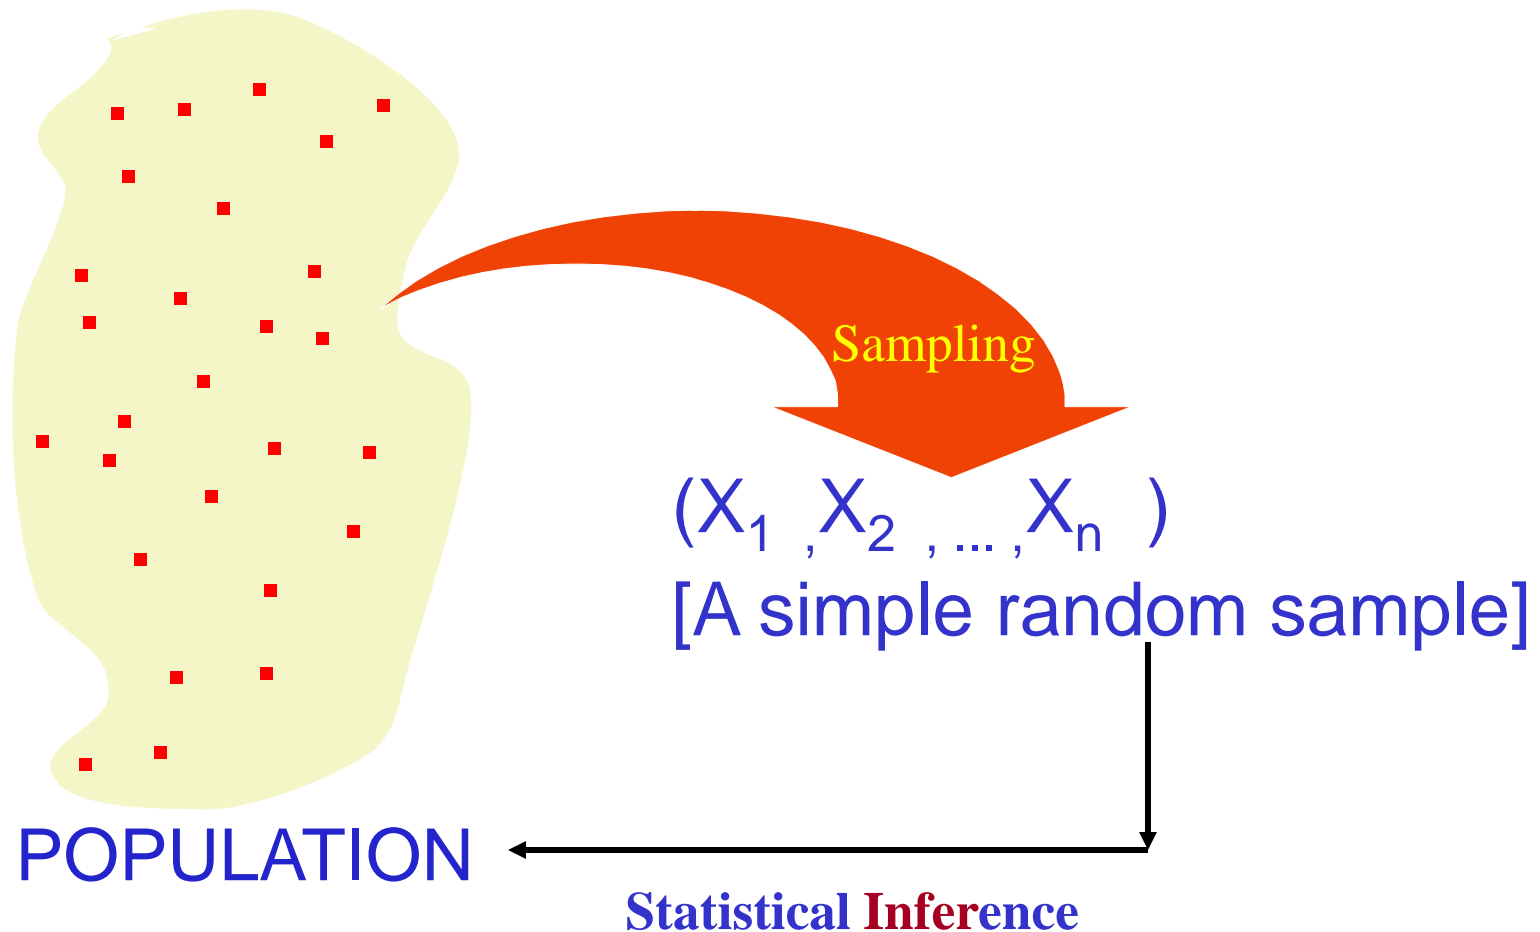 Sampling
(X₁ ,X₂ , ... ,Xₙ )
[A simple random sample]
POPULATION
Statistical Inference